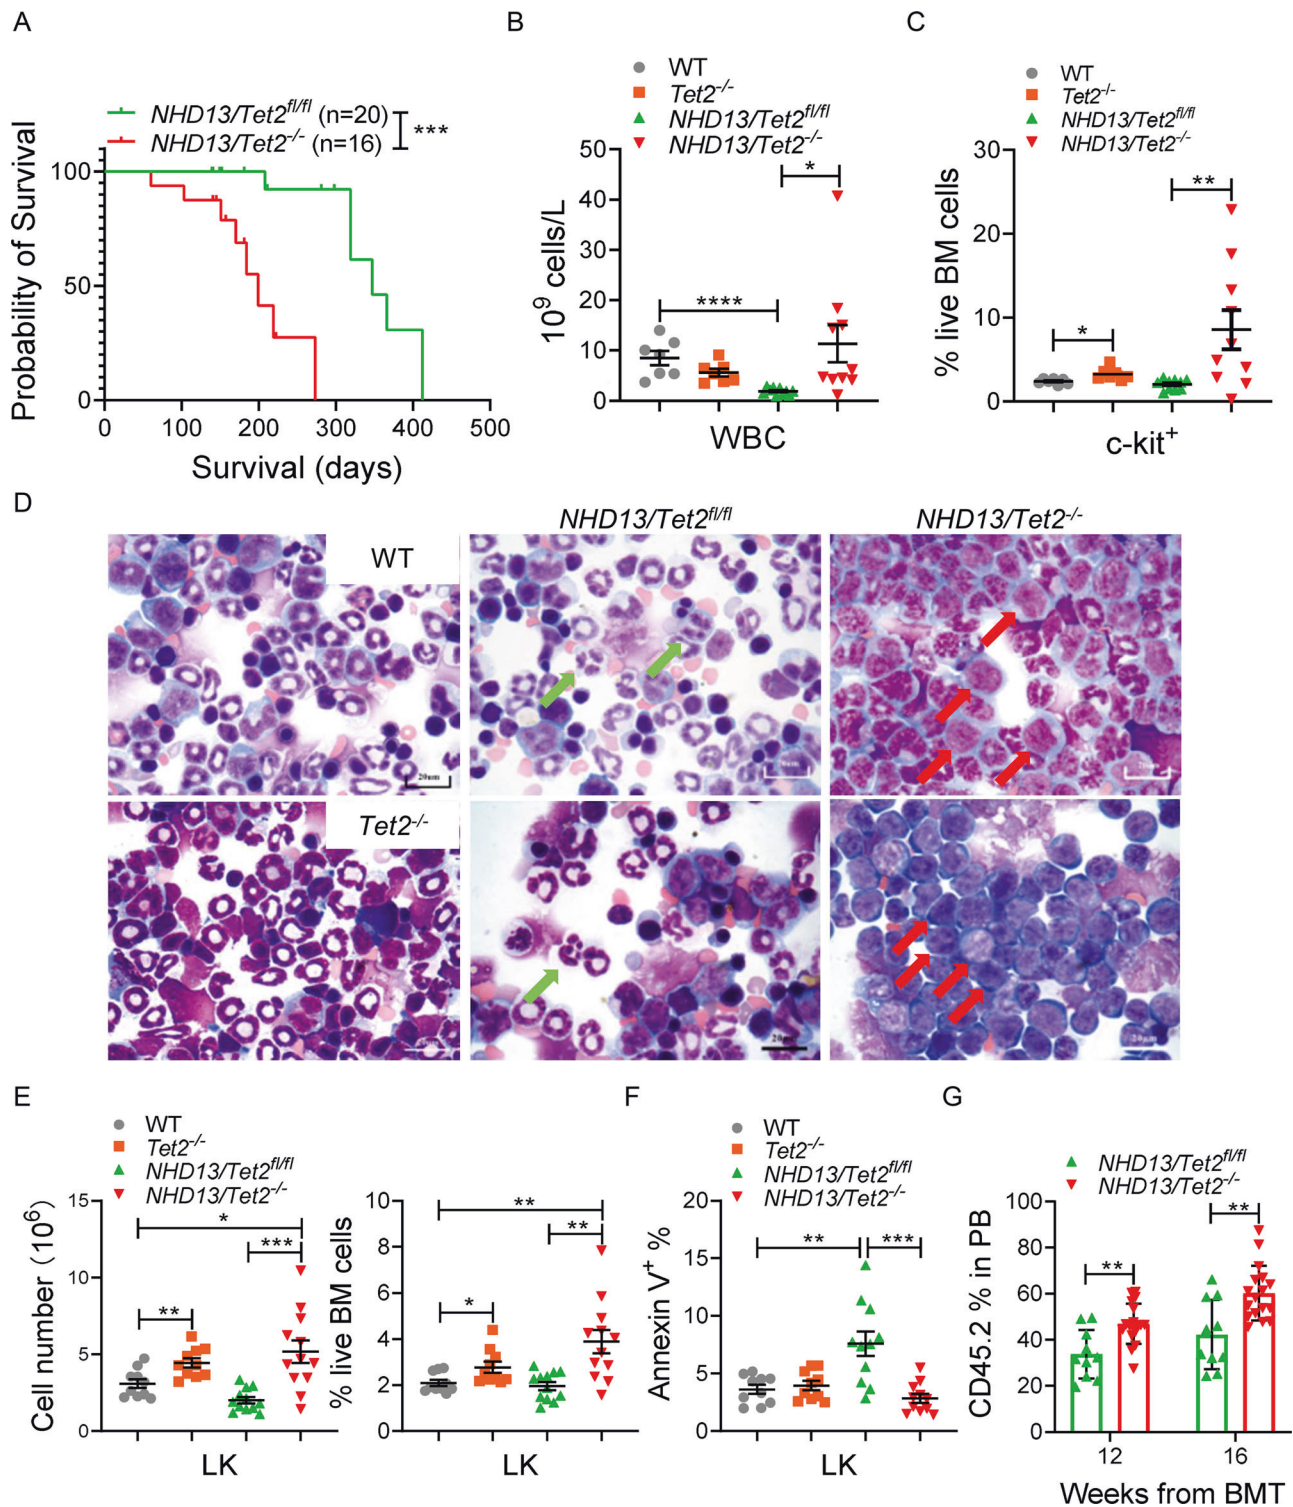 A
NHD13/Tet2fl/fl (n=20)
NHD13/Tet2-/- (n=16)
***
Probability of Survival
100
50
0
0 100 200 300 400 500
Survival (days)
B
WT
Tet2-/-
NHD13/Tet2fl/fl
NHD13/Tet2-/-
10⁹ cells/L
50
40
30
20
10
0
*
****
WBC
C
WT
Tet2-/-
NHD13/Tet2fl/fl
NHD13/Tet2-/-
% live BM cells
30
20
10
0
**
*
c-kit+
D
NHD13/Tet2fl/fl
NHD13/Tet2-/-
WT
20um
Tet2-/-
20um
20um
E
WT
Tet2-/-
NHD13/Tet2fl/fl
NHD13/Tet2-/-
Cell number (10⁶)
15
10
5
0
*
***
**
LK
% live BM cells
10
8
6
4
2
0
**
**
*
LK
F
WT
Tet2-/-
NHD13/Tet2fl/fl
NHD13/Tet2-/-
Annexin V+ %
20
15
10
5
0
**
***
LK
G
NHD13/Tet2fl/fl
NHD13/Tet2-/-
CD45.2 % in PB
100
80
60
40
20
0
**
**
12 16
Weeks from BMT